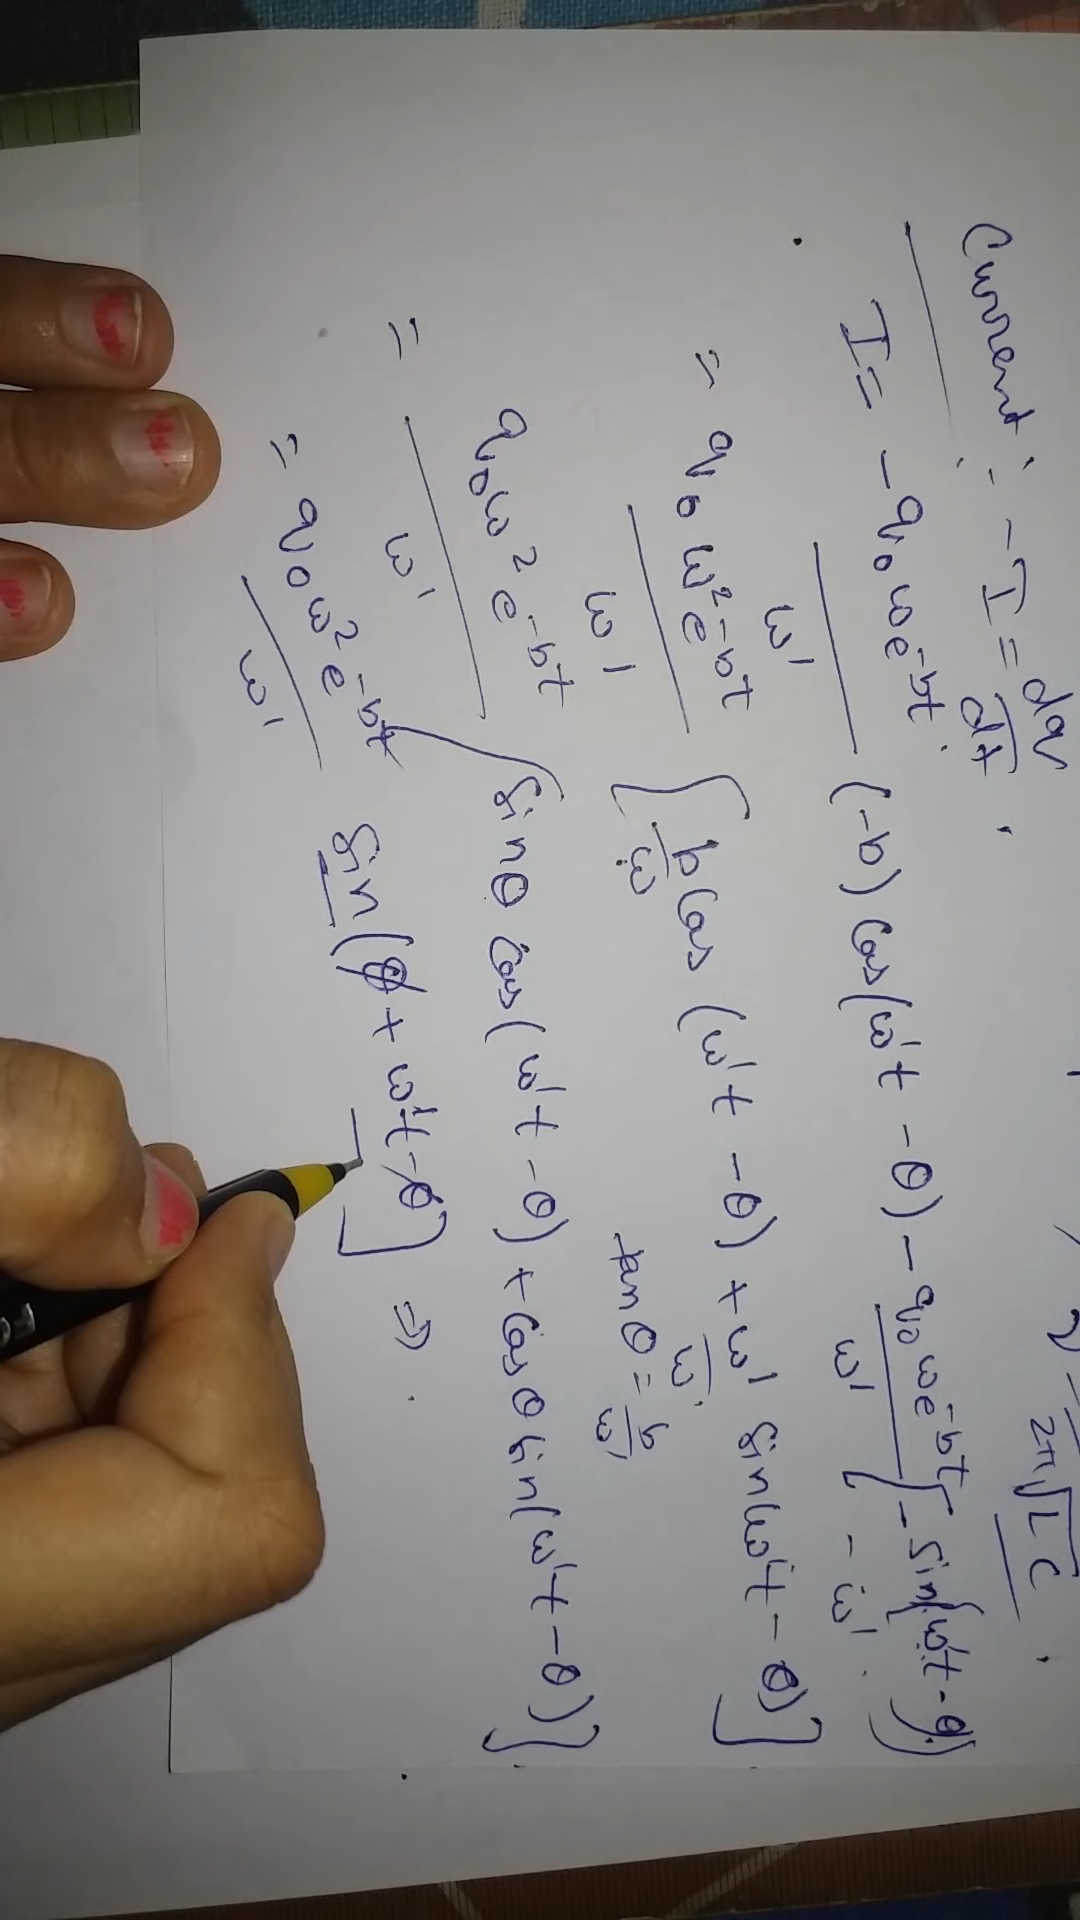 ν = 1/2π√LC
Current :- -I = dq/dt.
I = -q₀ωe^-bt/ω' (-b) cos(ω't - θ) - q₀ωe^-bt/ω' [-sin(ω't - θ)] - ω'
= q₀ω²e^-bt/ω' [b/ω cos(ω't - θ) + ω'/ω sin(ω't - θ)]
tanθ = b/ω'
= q₀ω²e^-bt/ω' [sinθ cos(ω't - θ) + cosθ sin(ω't - θ)]
= q₀ω²e^-bt/ω' sin(θ + ω't - θ] ⇒